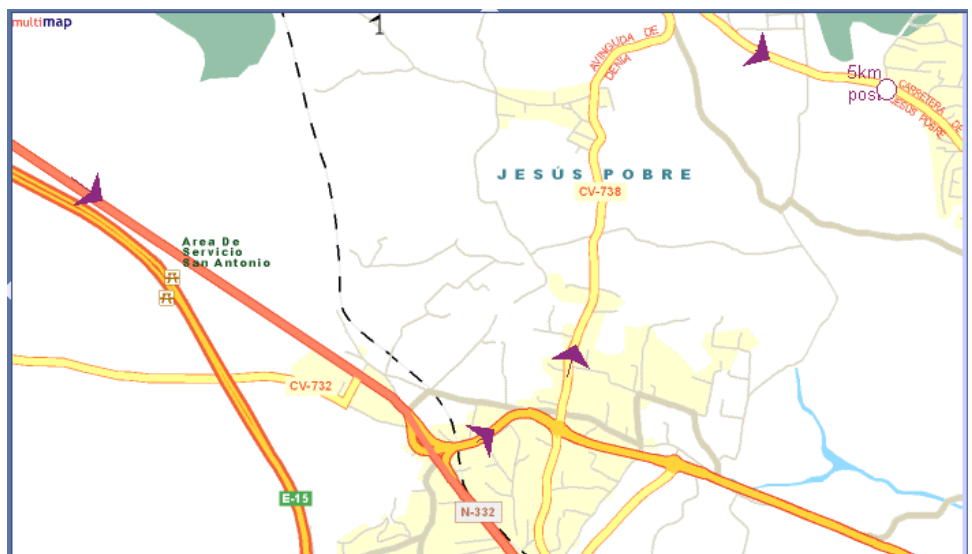 multimap
1
AVINGUDA DE
DENIA
5km
post
CARRETERA DE
JESUS POBRE
JESÚS POBRE
CV-738
Area De
Servicio
San Antonio
CV-732
E-15
N-332